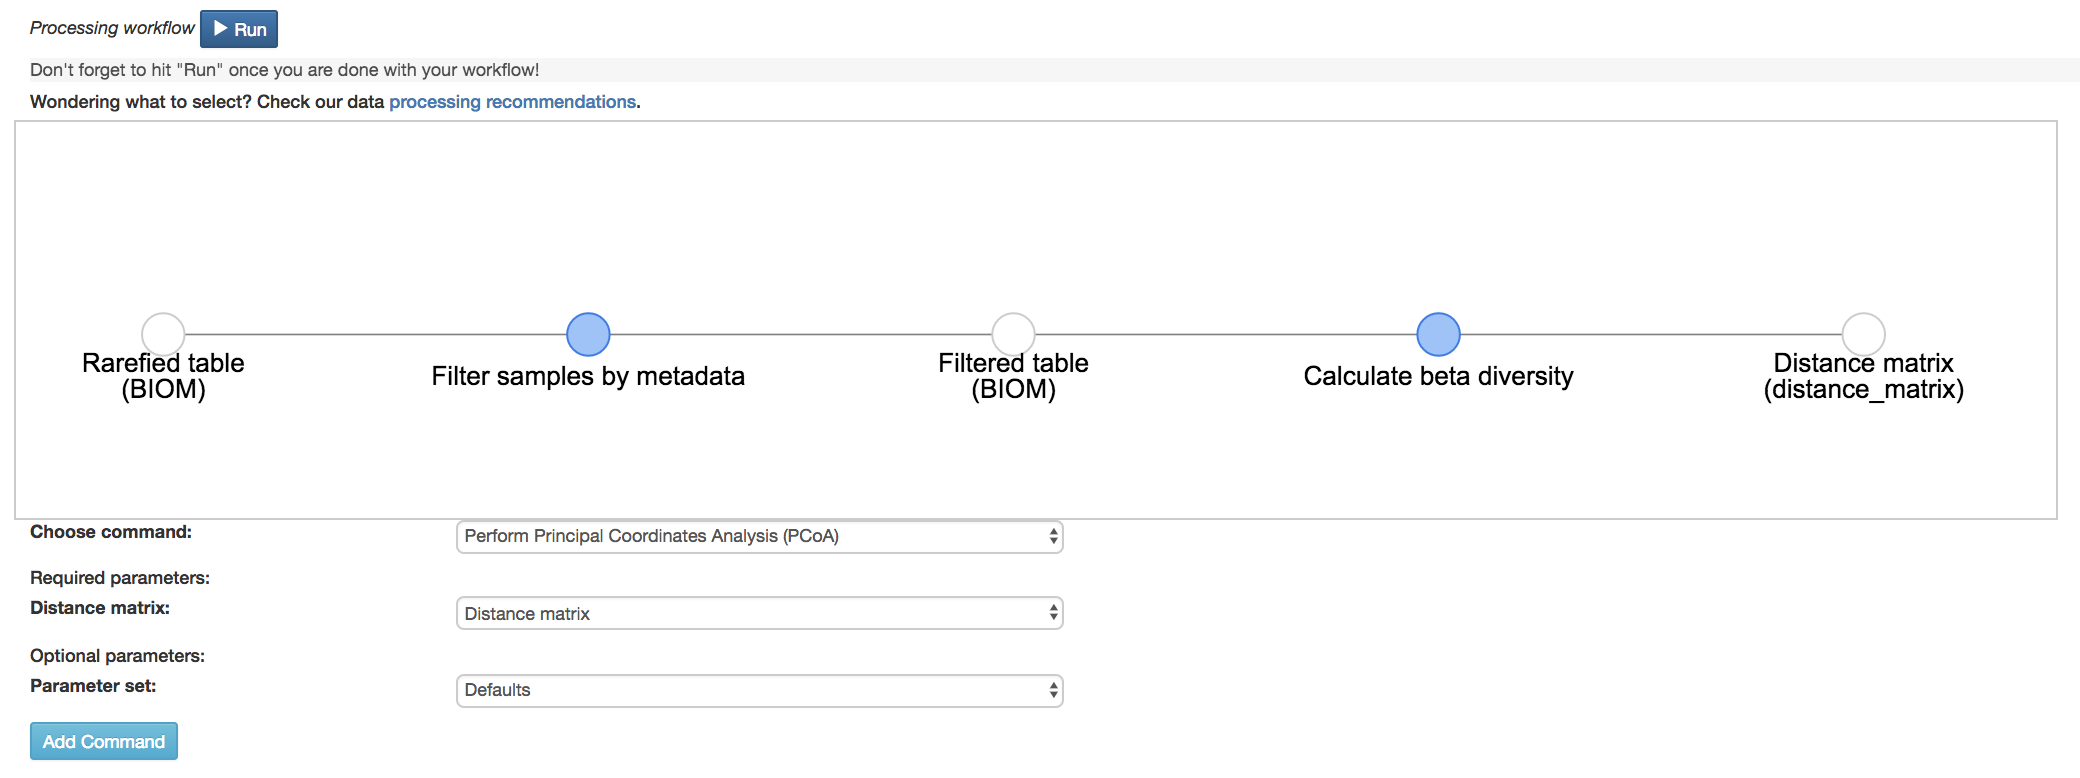 Processing workflow Run
Don't forget to hit "Run" once you are done with your workflow!
Wondering what to select? Check our data processing recommendations.
Rarefied table
(BIOM)
Filter samples by metadata
Filtered table
(BIOM)
Calculate beta diversity
Distance matrix
(distance_matrix)
Choose command: Perform Principal Coordinates Analysis (PCoA)
Required parameters:
Distance matrix: Distance matrix
Optional parameters:
Parameter set: Defaults
Add Command